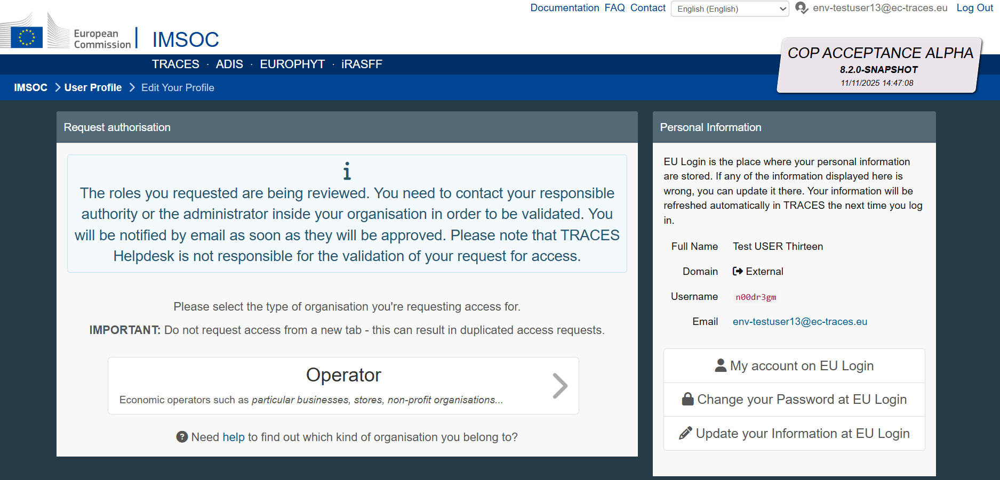 Documentation FAQ Contact English (English) env-testuser13@ec-traces.eu Log Out
European
Commission
IMSOC
TRACES · ADIS · EUROPHYT · iRASFF
COP ACCEPTANCE ALPHA
8.2.0-SNAPSHOT
11/11/2025 14:47:08
IMSOC User Profile Edit Your Profile
Request authorisation
i
The roles you requested are being reviewed. You need to contact your responsible
authority or the administrator inside your organisation in order to be validated. You
will be notified by email as soon as they will be approved. Please note that TRACES
Helpdesk is not responsible for the validation of your request for access.
Please select the type of organisation you're requesting access for.
IMPORTANT: Do not request access from a new tab - this can result in duplicated access requests.
Operator
Economic operators such as particular businesses, stores, non-profit organisations...
? Need help to find out which kind of organisation you belong to?
Personal Information
EU Login is the place where your personal information
are stored. If any of the information displayed here is
wrong, you can update it there. Your information will be
refreshed automatically in TRACES the next time you log
in.
Full Name Test USER Thirteen
Domain External
Username n00dr3gm
Email env-testuser13@ec-traces.eu
My account on EU Login
Change your Password at EU Login
Update your Information at EU Login